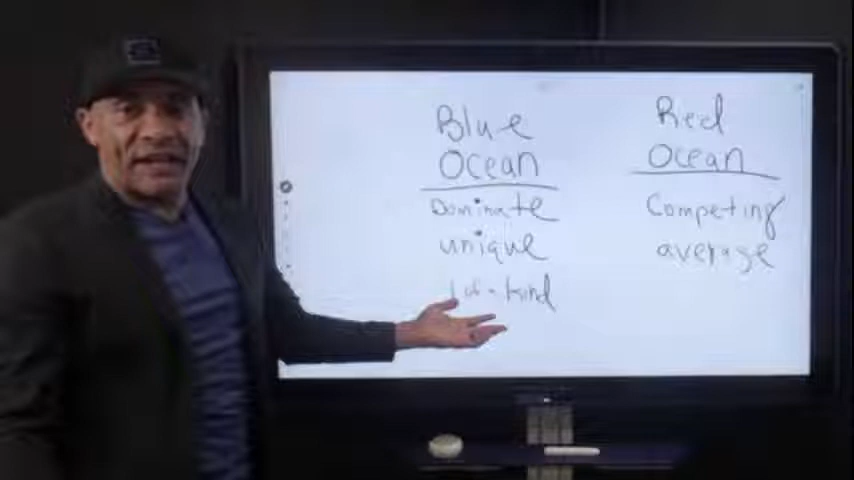 Blue
Ocean
Dominate
unique
kind
Red
Ocean
Competing
average